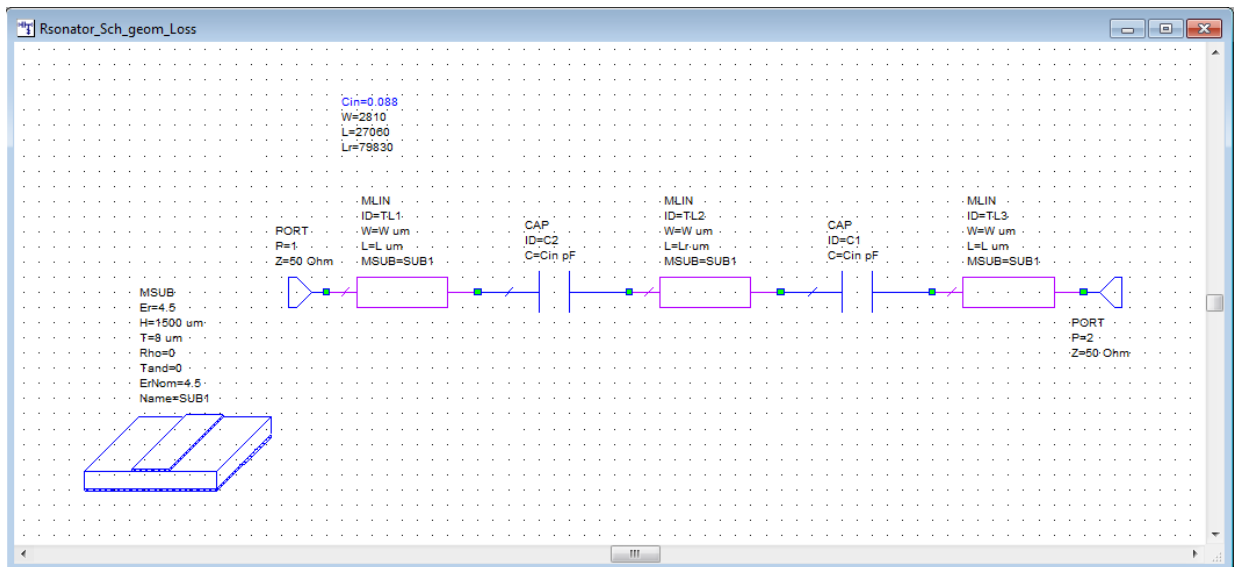 Rsonator_Sch_geom_Loss
Cin=0.088
W=2810
L=27060
Lr=79830
MLIN
ID=TL1
W=W um
L=L um
MSUB=SUB1
MLIN
ID=TL2
W=W um
L=Lr um
MSUB=SUB1
MLIN
ID=TL3
W=W um
L=L um
MSUB=SUB1
CAP
ID=C2
C=Cin pF
CAP
ID=C1
C=Cin pF
PORT
P=1
Z=50 Ohm
MSUB
Er=4.5
H=1500 um
T=8 um
Rho=0
Tand=0
ErNom=4.5
Name=SUB1
PORT
P=2
Z=50 Ohm